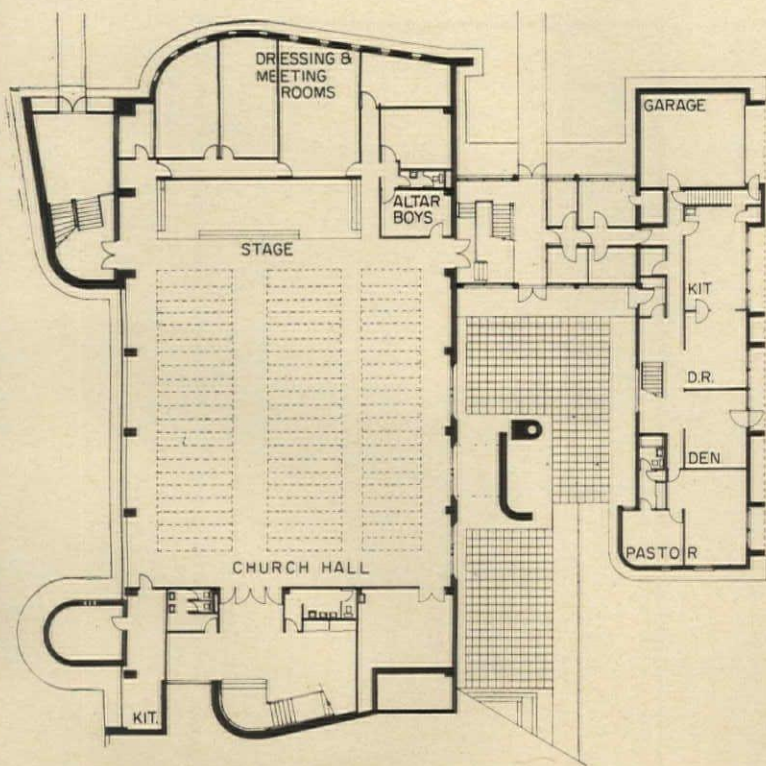 DRESSING &
MEETING
ROOMS
GARAGE
ALTAR
BOYS
STAGE
KIT
D.R.
DEN
PASTOR
CHURCH HALL
KIT.